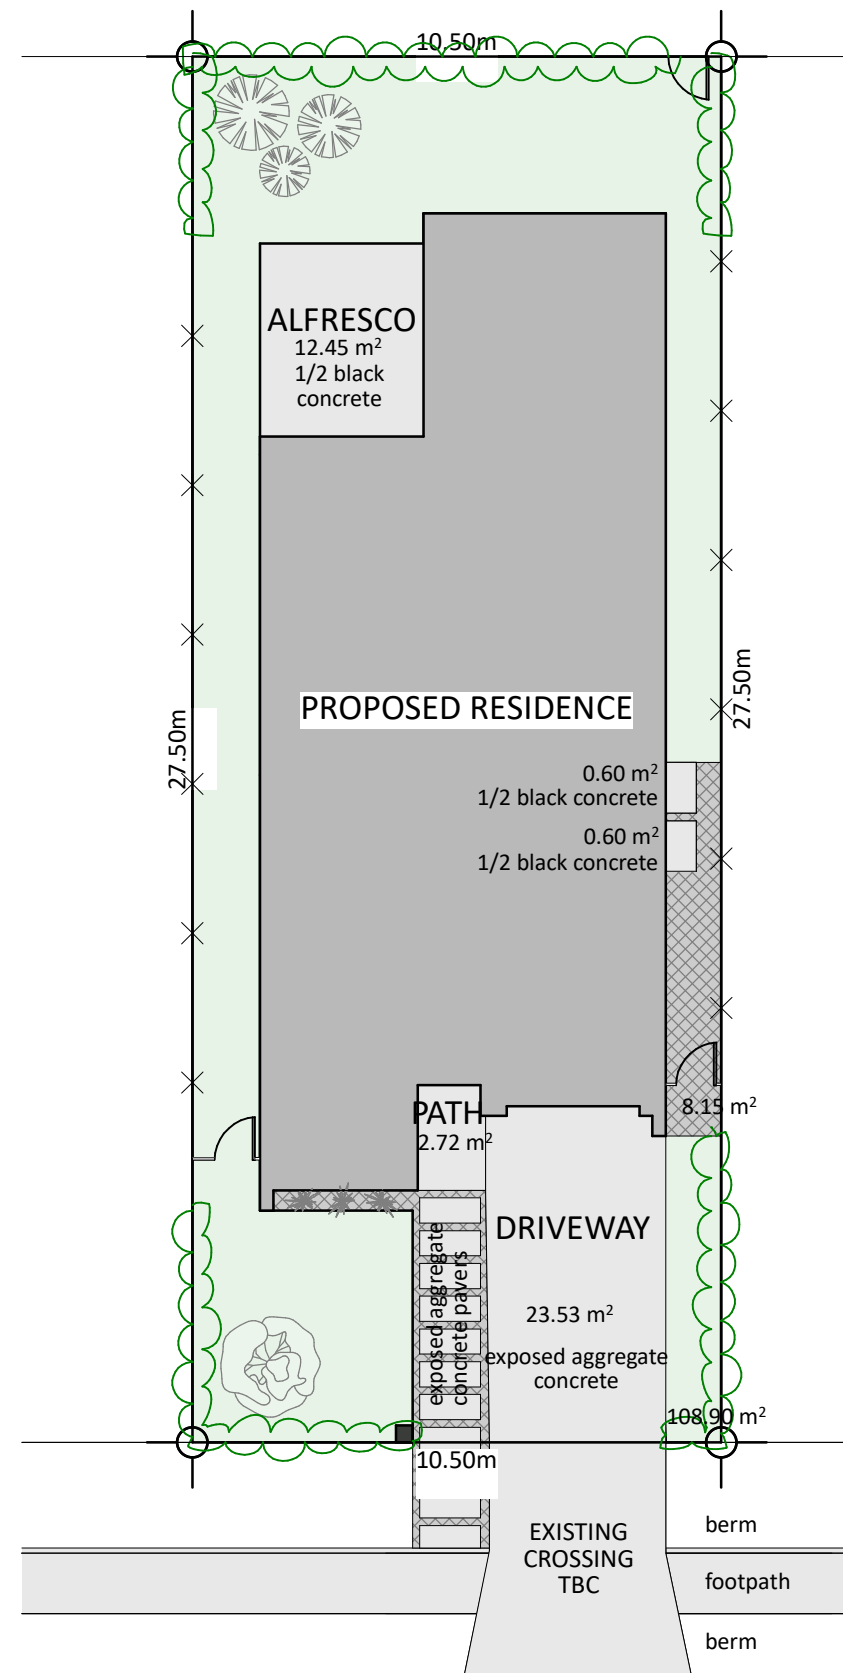 10.50m
ALFRESCO
12.45 m²
1/2 black
concrete
27.50m
PROPOSED RESIDENCE
27.50m
0.60 m²
1/2 black concrete
0.60 m²
1/2 black concrete
PATH
2.72 m²
8.15 m²
DRIVEWAY
exposed aggregate
concrete pavers
23.53 m²
exposed aggregate
concrete
108.90 m²
10.50m
EXISTING
CROSSING
TBC
berm
footpath
berm